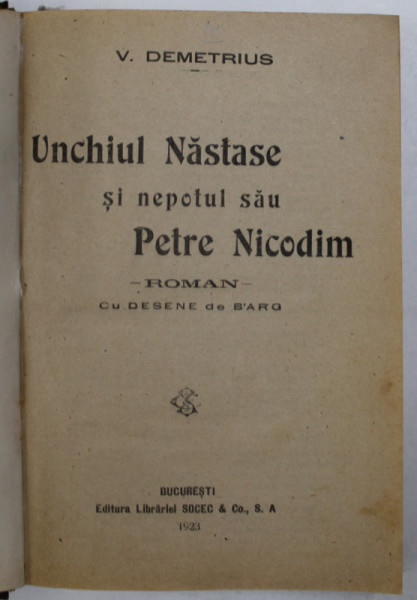 V. DEMETRIUS
Unchiul Năstase
și nepotul său
Petre Nicodim
—ROMAN—
Cu DESENE de B'ARG
BUCUREȘTI
Editura Librăriei SOCEC & Co., S. A
1923